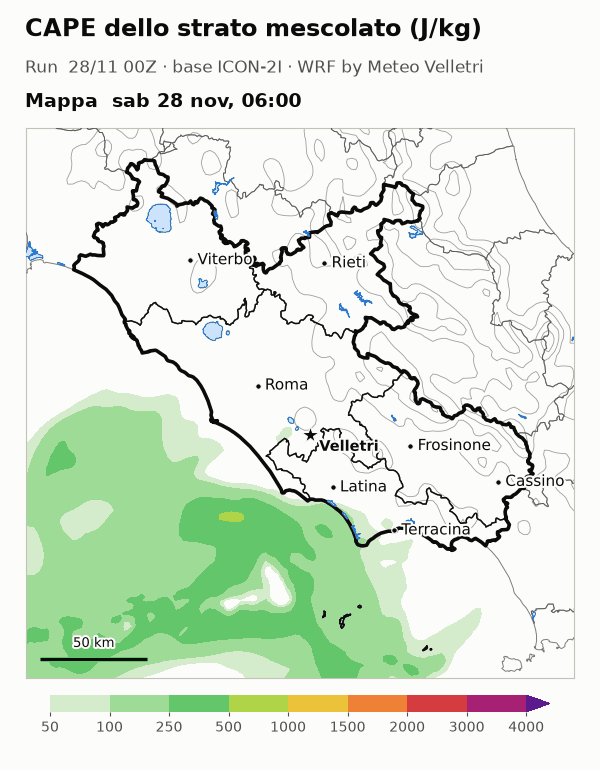 CAPE dello strato mescolato (J/kg)
Run  28/11 00Z · base ICON-2I · WRF by Meteo Velletri
Mappa  sab 28 nov, 06:00
Viterbo
Rieti
Roma
Velletri
Frosinone
Cassino
Latina
Terracina
50 km
50 100 250 500 1000 1500 2000 3000 4000